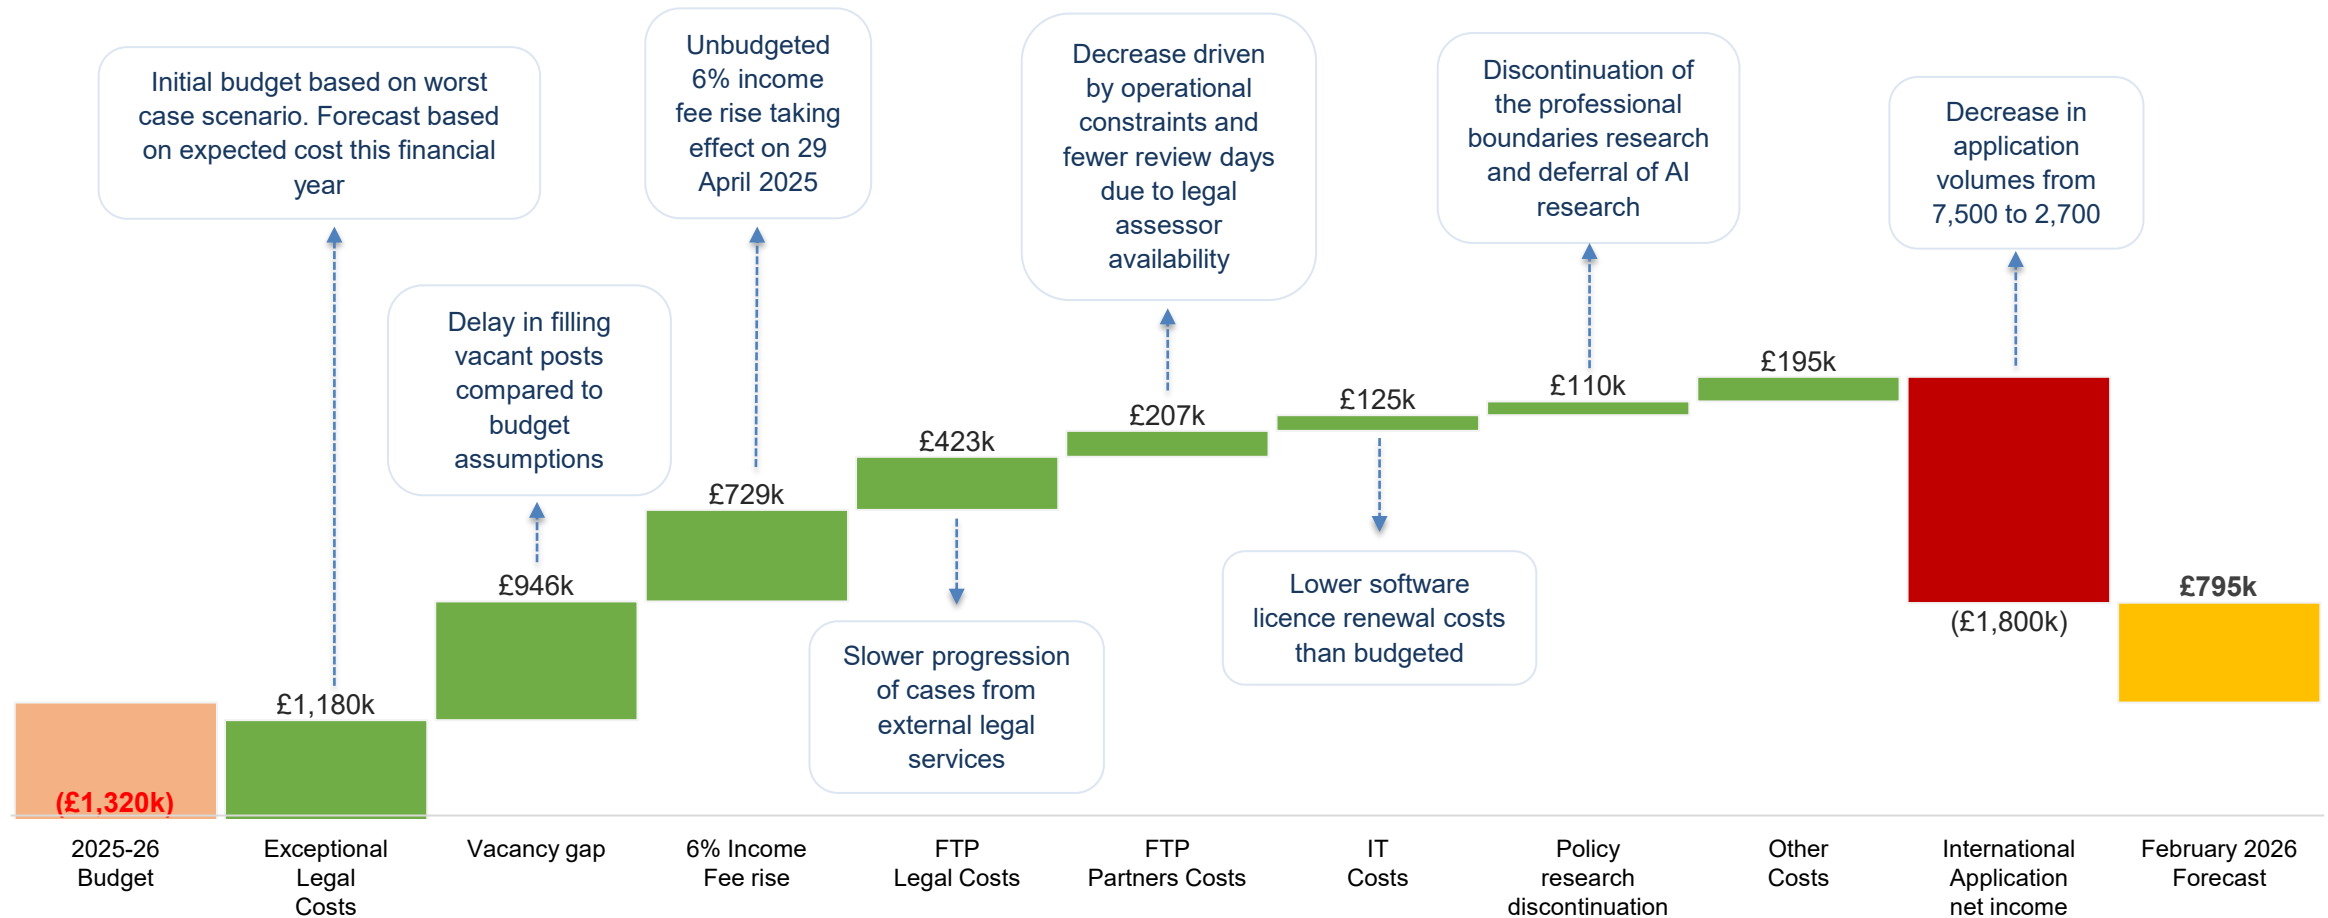 Initial budget based on worst
case scenario. Forecast based
on expected cost this financial
year
Unbudgeted
6% income
fee rise taking
effect on 29
April 2025
Decrease driven
by operational
constraints and
fewer review days
due to legal
assessor
availability
Discontinuation of
the professional
boundaries research
and deferral of AI
research
Decrease in
application
volumes from
7,500 to 2,700
Delay in filling
vacant posts
compared to
budget
assumptions
Slower progression
of cases from
external legal
services
Lower software
licence renewal costs
than budgeted
(£1,320k)
£1,180k
£946k
£729k
£423k
£207k
£125k
£110k
£195k
(£1,800k)
£795k
2025-26
Budget
Exceptional
Legal
Costs
Vacancy gap
6% Income
Fee rise
FTP
Legal Costs
FTP
Partners Costs
IT
Costs
Policy
research
discontinuation
Other
Costs
International
Application
net income
February 2026
Forecast